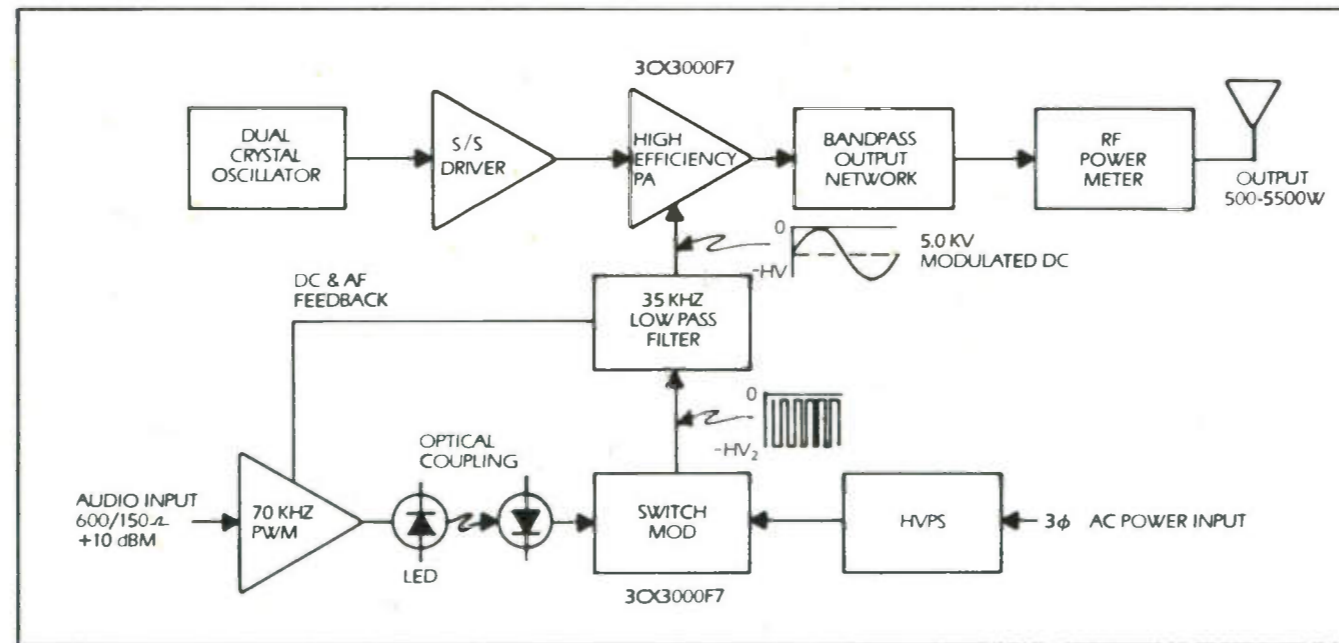 3CX3000F7
DUAL
CRYSTAL
OSCILLATOR
S/S
DRIVER
HIGH
EFFICIENCY
PA
BANDPASS
OUTPUT
NETWORK
RF
POWER
METER
OUTPUT
500-5500W
0
-HV
5.0 KV
MODULATED DC
DC & AF
FEEDBACK
35 KHZ
LOW PASS
FILTER
0
-HV₂
OPTICAL
COUPLING
AUDIO INPUT
600/150Ω
+10 dBM
70 KHZ
PWM
LED
SWITCH
MOD
HVPS
3ϕ AC POWER INPUT
3CX3000F7